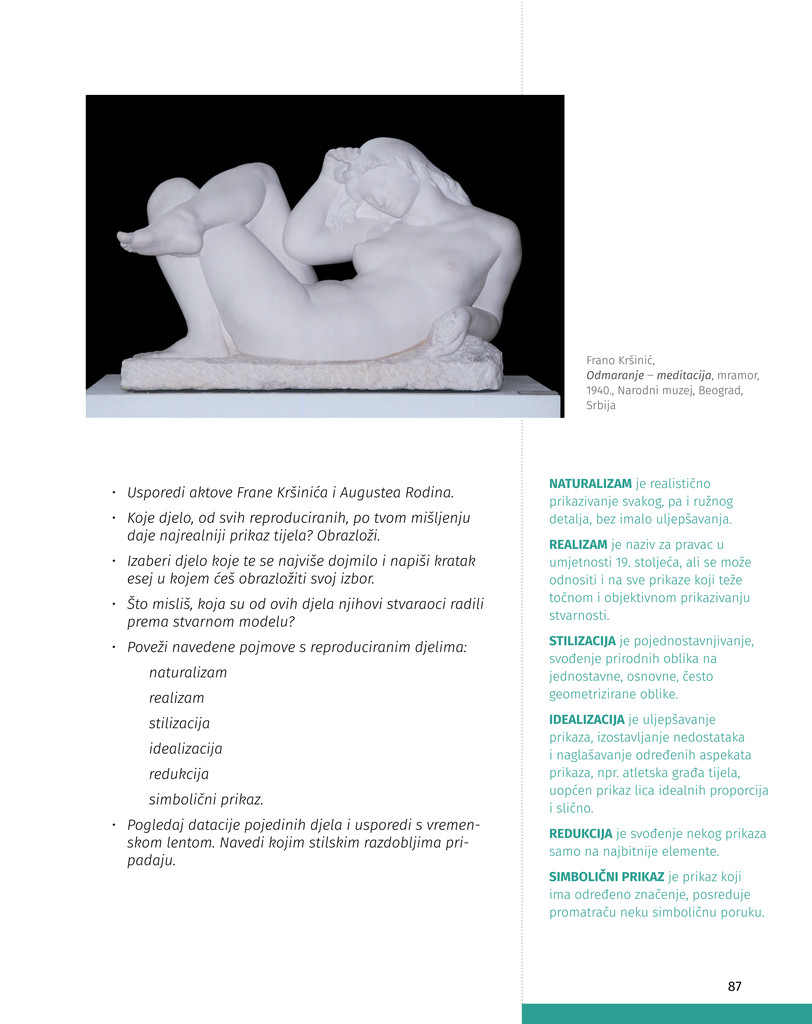 Frano Kršinić,
Odmaranje – meditacija, mramor,
1940., Narodni muzej, Beograd,
Srbija
• Usporedi aktove Frane Kršinića i Augustea Rodina.
• Koje djelo, od svih reproduciranih, po tvom mišljenju
daje najrealniji prikaz tijela? Obrazloži.
• Izaberi djelo koje te se najviše dojmilo i napiši kratak
esej u kojem ćeš obrazložiti svoj izbor.
• Što misliš, koja su od ovih djela njihovi stvaraoci radili
prema stvarnom modelu?
• Poveži navedene pojmove s reproduciranim djelima:
naturalizam
realizam
stilizacija
idealizacija
redukcija
simbolični prikaz.
• Pogledaj datacije pojedinih djela i usporedi s vremen-
skom lentom. Navedi kojim stilskim razdobljima pri-
padaju.
NATURALIZAM je realistično
prikazivanje svakog, pa i ružnog
detalja, bez imalo uljepšavanja.
REALIZAM je naziv za pravac u
umjetnosti 19. stoljeća, ali se može
odnositi i na sve prikaze koji teže
točnom i objektivnom prikazivanju
stvarnosti.
STILIZACIJA je pojednostavnjivanje,
svođenje prirodnih oblika na
jednostavne, osnovne, često
geometrizirane oblike.
IDEALIZACIJA je uljepšavanje
prikaza, izostavljanje nedostataka
i naglašavanje određenih aspekata
prikaza, npr. atletska građa tijela,
uopćen prikaz lica idealnih proporcija
i slično.
REDUKCIJA je svođenje nekog prikaza
samo na najbitnije elemente.
SIMBOLIČNI PRIKAZ je prikaz koji
ima određeno značenje, posreduje
promatraču neku simboličnu poruku.
87